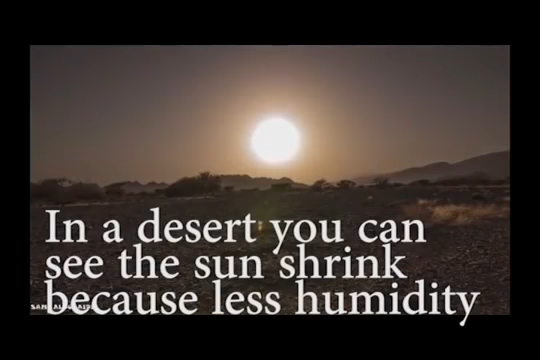 In a desert you can
see the sun shrink
because less humidity